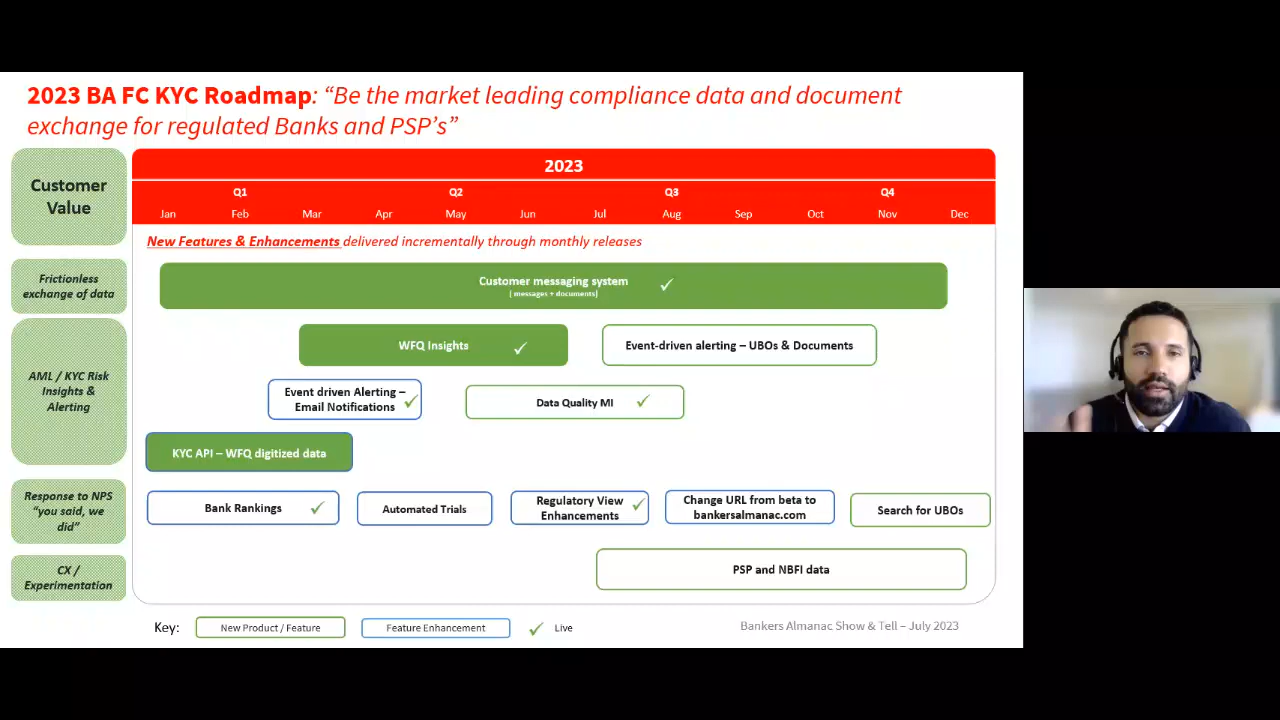 2023 BA FC KYC Roadmap: “Be the market leading compliance data and document
exchange for regulated Banks and PSP’s”
Customer
Value
2023
Q1 Q2 Q3 Q4
Jan Feb Mar Apr May Jun Jul Aug Sep Oct Nov Dec
New Features & Enhancements delivered incrementally through monthly releases
Frictionless
exchange of data
Customer messaging system ✓
( messages + documents)
AML / KYC Risk
Insights &
Alerting
WFQ Insights ✓
Event-driven alerting – UBOs & Documents
Event driven Alerting –
Email Notifications ✓
Data Quality MI ✓
KYC API – WFQ digitized data
Response to NPS
“you said, we
did”
Bank Rankings ✓
Automated Trials
Regulatory View
Enhancements ✓
Change URL from beta to
bankersalmanac.com
Search for UBOs
CX /
Experimentation
PSP and NBFI data
Key:
New Product / Feature
Feature Enhancement
✓ Live
Bankers Almanac Show & Tell – July 2023